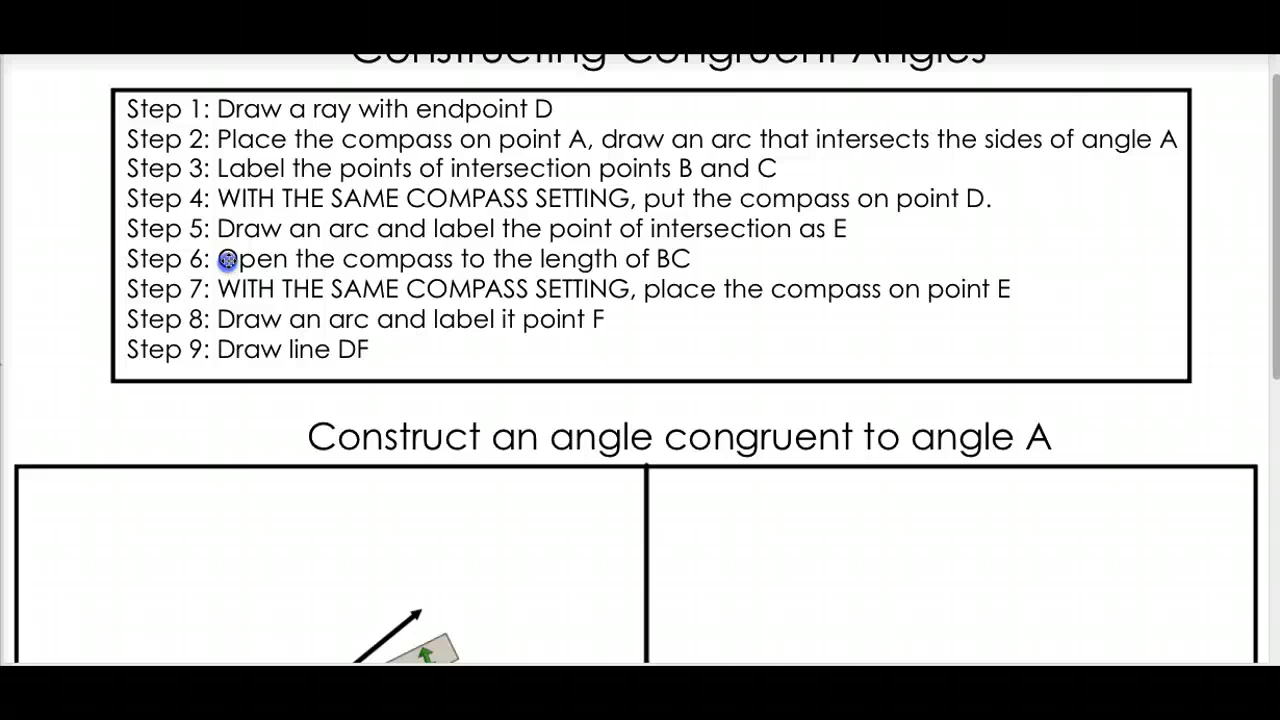 Constructing Congruent Angles
Step 1: Draw a ray with endpoint D
Step 2: Place the compass on point A, draw an arc that intersects the sides of angle A
Step 3: Label the points of intersection points B and C
Step 4: WITH THE SAME COMPASS SETTING, put the compass on point D.
Step 5: Draw an arc and label the point of intersection as E
Step 6: Open the compass to the length of BC
Step 7: WITH THE SAME COMPASS SETTING, place the compass on point E
Step 8: Draw an arc and label it point F
Step 9: Draw line DF
Construct an angle congruent to angle A